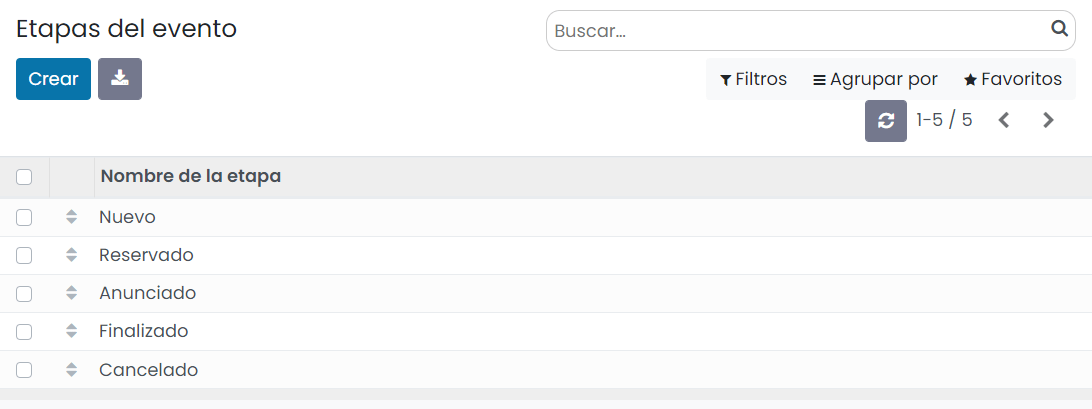 Etapas del evento
Buscar...
Crear
Filtros Agrupar por Favoritos
1-5 / 5
Nombre de la etapa
Nuevo
Reservado
Anunciado
Finalizado
Cancelado